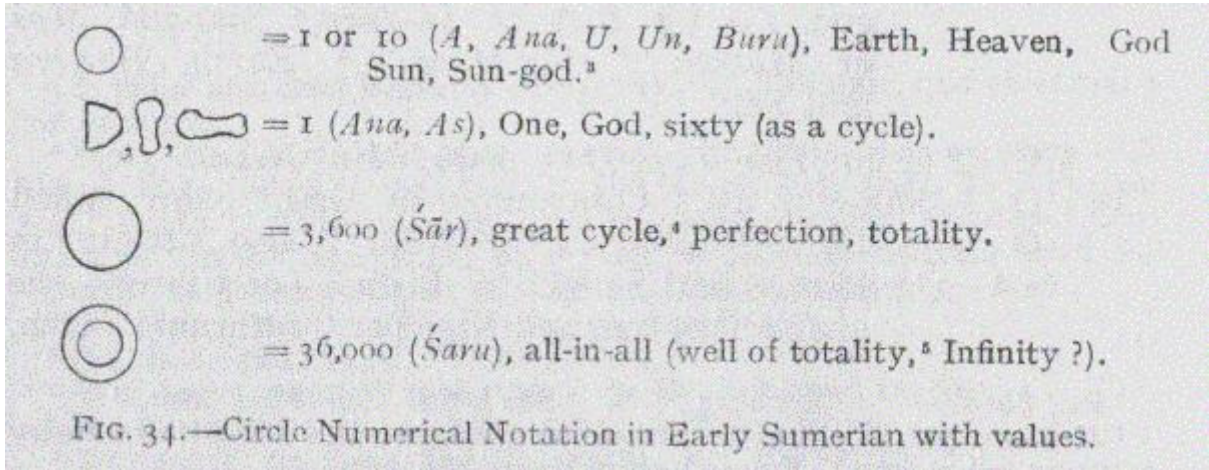 = 1 or 10 (A, Ana, U, Un, Buru), Earth, Heaven, God
Sun, Sun-god.³
= 1 (Ana, As), One, God, sixty (as a cycle).
= 3,600 (Śār), great cycle,⁴ perfection, totality.
= 36,000 (Śaru), all-in-all (well of totality,⁵ Infinity ?).
FIG. 34.—Circle Numerical Notation in Early Sumerian with values.